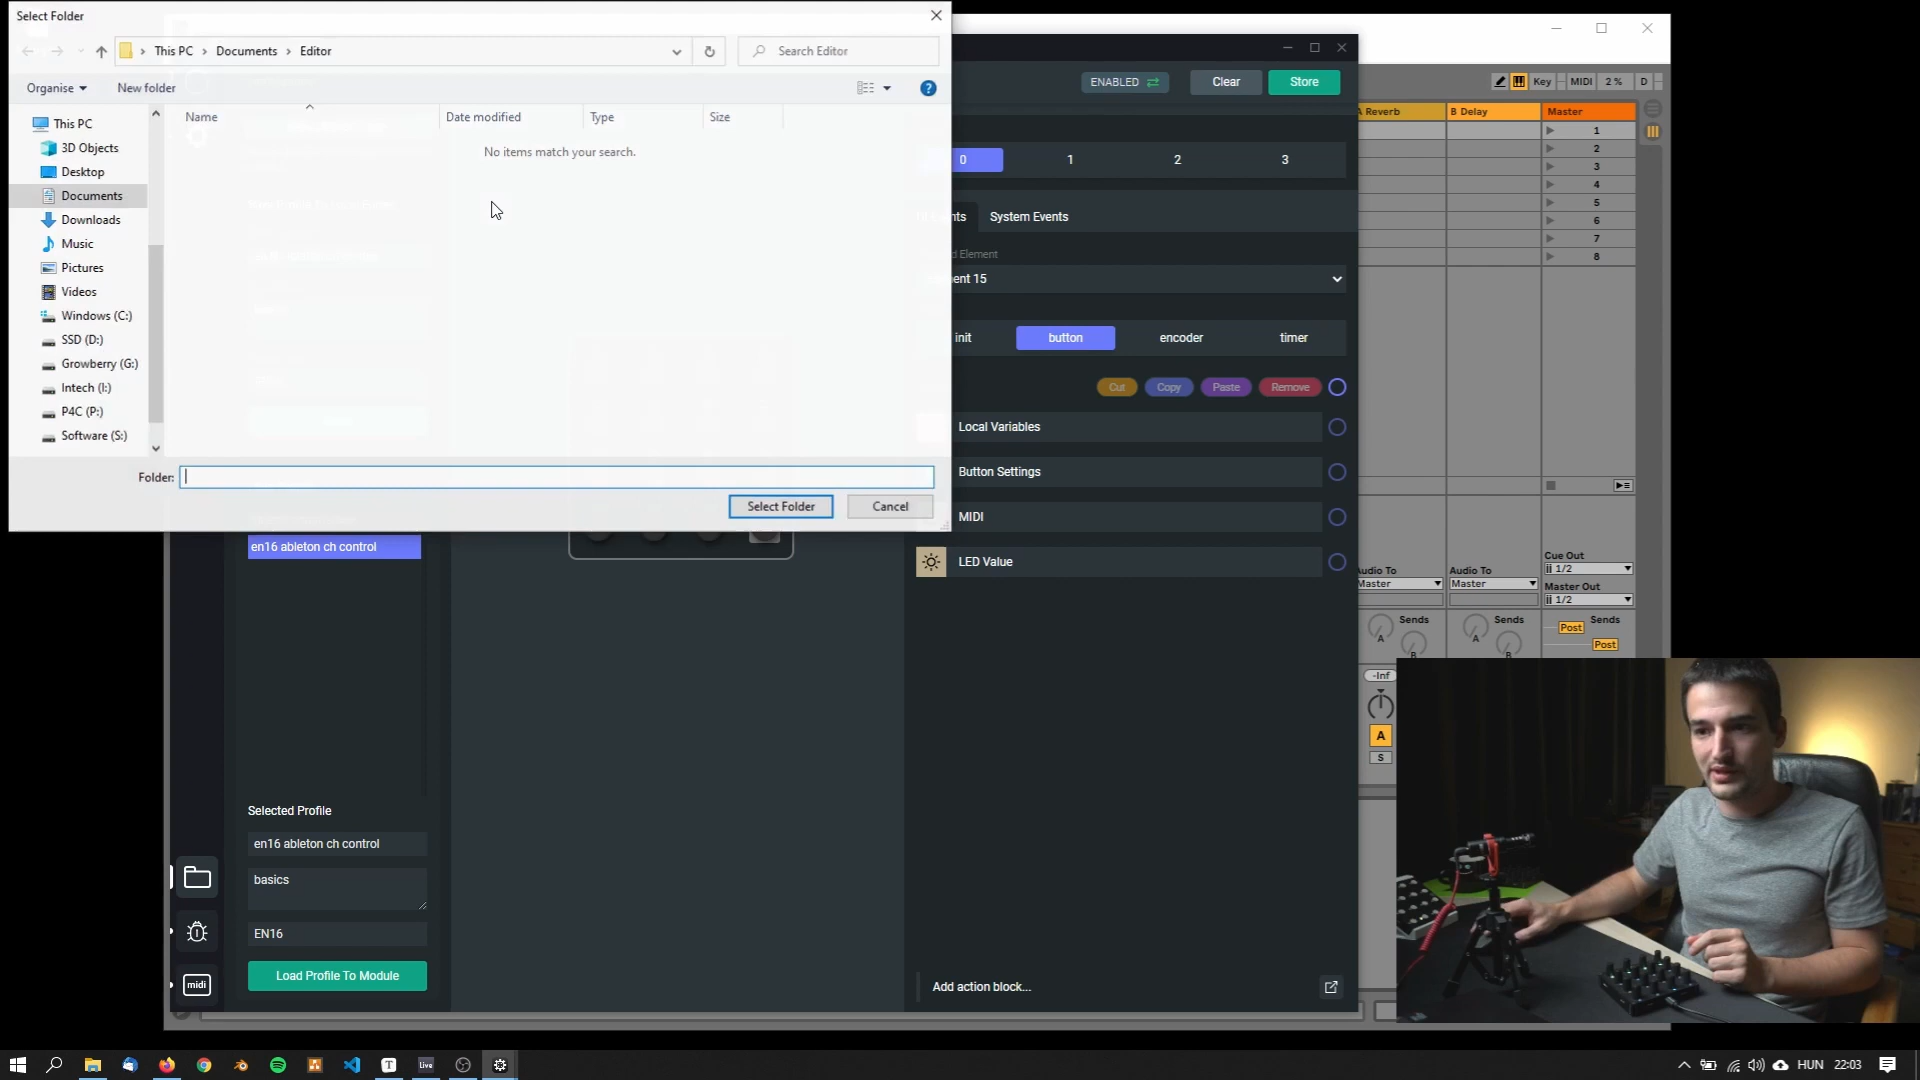 Select Folder
This PC > Documents > Editor
Search Editor
Organise
New folder
Name
Date modified
Type
Size
No items match your search.
This PC
3D Objects
Desktop
Documents
Downloads
Music
Pictures
Videos
Windows (C:)
SSD (D:)
Growberry (G:)
Intech (I:)
P4C (P:)
Software (S:)
Folder:
Select Folder
Cancel
ENABLED
Clear
Store
0
1
2
3
System Events
Element 15
init
button
encoder
timer
Cut
Copy
Paste
Remove
Local Variables
Button Settings
MIDI
LED Value
Add action block...
en16 ableton ch control
Selected Profile
en16 ableton ch control
basics
EN16
Load Profile To Module
midi
Key
MIDI
2 %
D
A Reverb
B Delay
Master
1
2
3
4
5
6
7
8
Cue Out
1/2
Audio To
Audio To
Master
Master
Master Out
1/2
Sends
Sends
Sends
A
B
A
B
Post
Post
-Inf
A
S
T
live
HUN
22:03